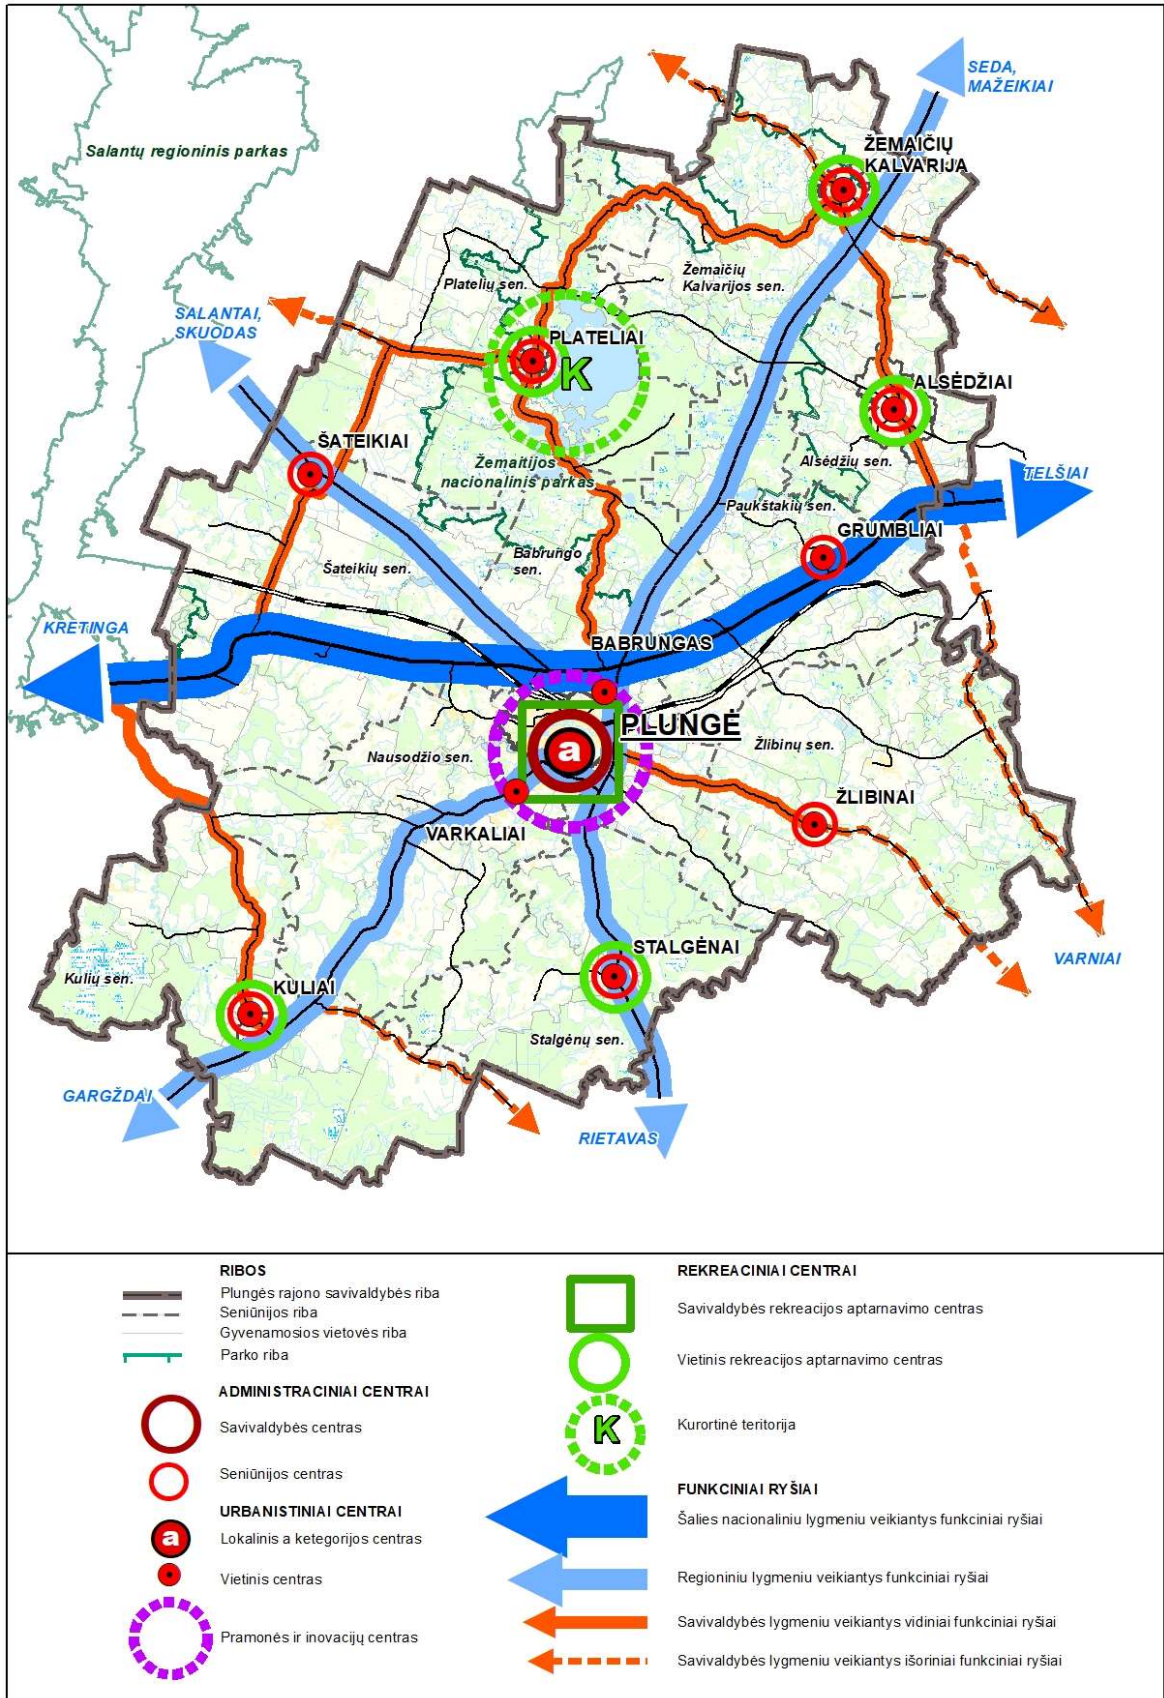 SEDA,
MAŽEIKIAI
ŽEMAIČIŲ
KALVARIJA
Salantų regioninis parkas
Platelių sen.
Žemaičių
Kalvarijos sen.
SALANTAI,
SKUODAS
PLATELIAI
K
ALSĖDŽIAI
ŠATEIKIAI
Žemaitijos
nacionalinis parkas
Alsėdžių sen.
TELŠIAI
Paukštakių sen.
GRUMBLIAI
Babrungo
sen.
Šateikių sen.
KRETINGA
BABRUNGAS
PLUNGĖ
a
Nausodžio sen.
Žlibinų sen.
ŽLIBINAI
VARKALIAI
STALGĖNAI
VARNIAI
Kulių sen.
KULIAI
Stalgėnų sen.
GARGŽDAI
RIETAVAS
RIBOS
Plungės rajono savivaldybės riba
Seniūnijos riba
Gyvenamosios vietovės riba
Parko riba
ADMINISTRACINIAI CENTRAI
Savivaldybės centras
Seniūnijos centras
URBANISTINIAI CENTRAI
a Lokalinis a ketegorijos centras
Vietinis centras
Pramonės ir inovacijų centras
REKREACINIAI CENTRAI
Savivaldybės rekreacijos aptarnavimo centras
Vietinis rekreacijos aptarnavimo centras
K Kurortinė teritorija
FUNKCINIAI RYŠIAI
Šalies nacionaliniu lygmeniu veikiantys funkciniai ryšiai
Regioniniu lygmeniu veikiantys funkciniai ryšiai
Savivaldybės lygmeniu veikiantys vidiniai funkciniai ryšiai
Savivaldybės lygmeniu veikiantys išoriniai funkciniai ryšiai